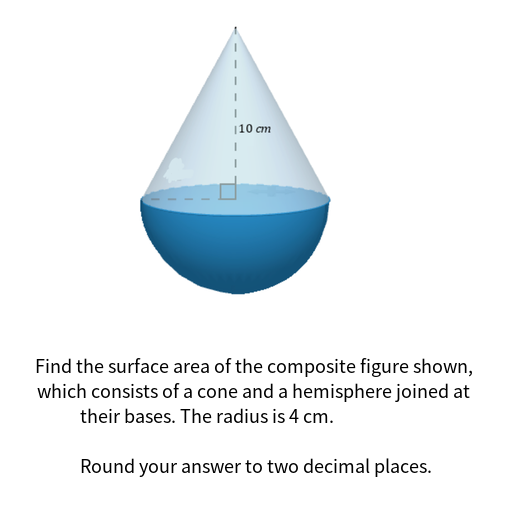 10 cm
Find the surface area of the composite figure shown,
which consists of a cone and a hemisphere joined at
their bases. The radius is 4 cm.
Round your answer to two decimal places.